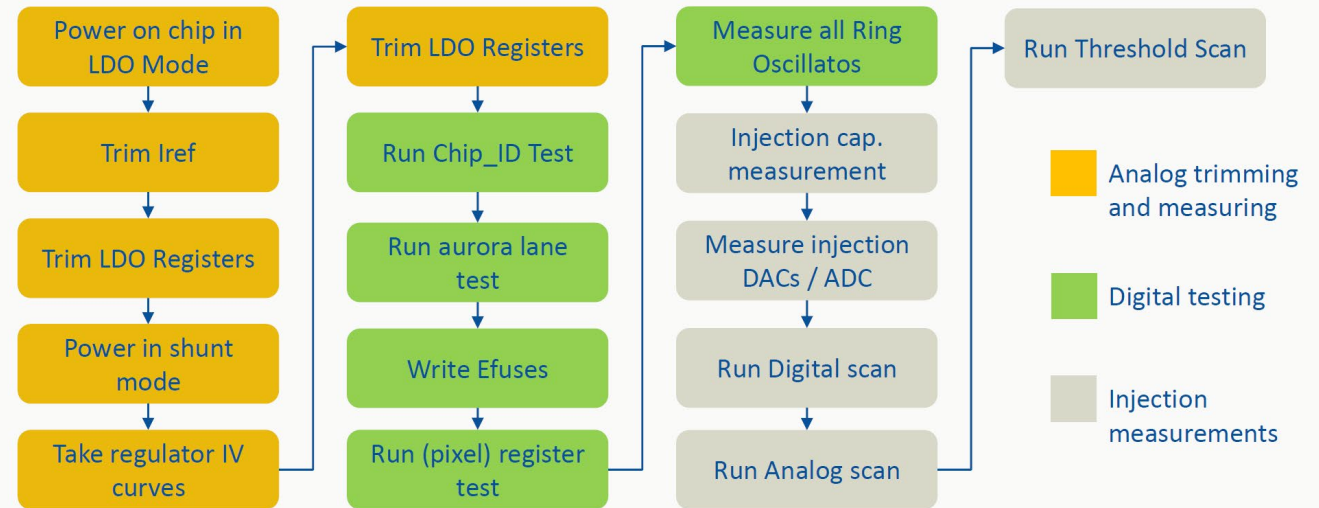 Power on chip in
LDO Mode
Trim Iref
Trim LDO Registers
Power in shunt
mode
Take regulator IV
curves
Trim LDO Registers
Run Chip_ID Test
Run aurora lane
test
Write Efuses
Run (pixel) register
test
Measure all Ring
Oscillatos
Injection cap.
measurement
Measure injection
DACs / ADC
Run Digital scan
Run Analog scan
Run Threshold Scan
Analog trimming
and measuring
Digital testing
Injection
measurements